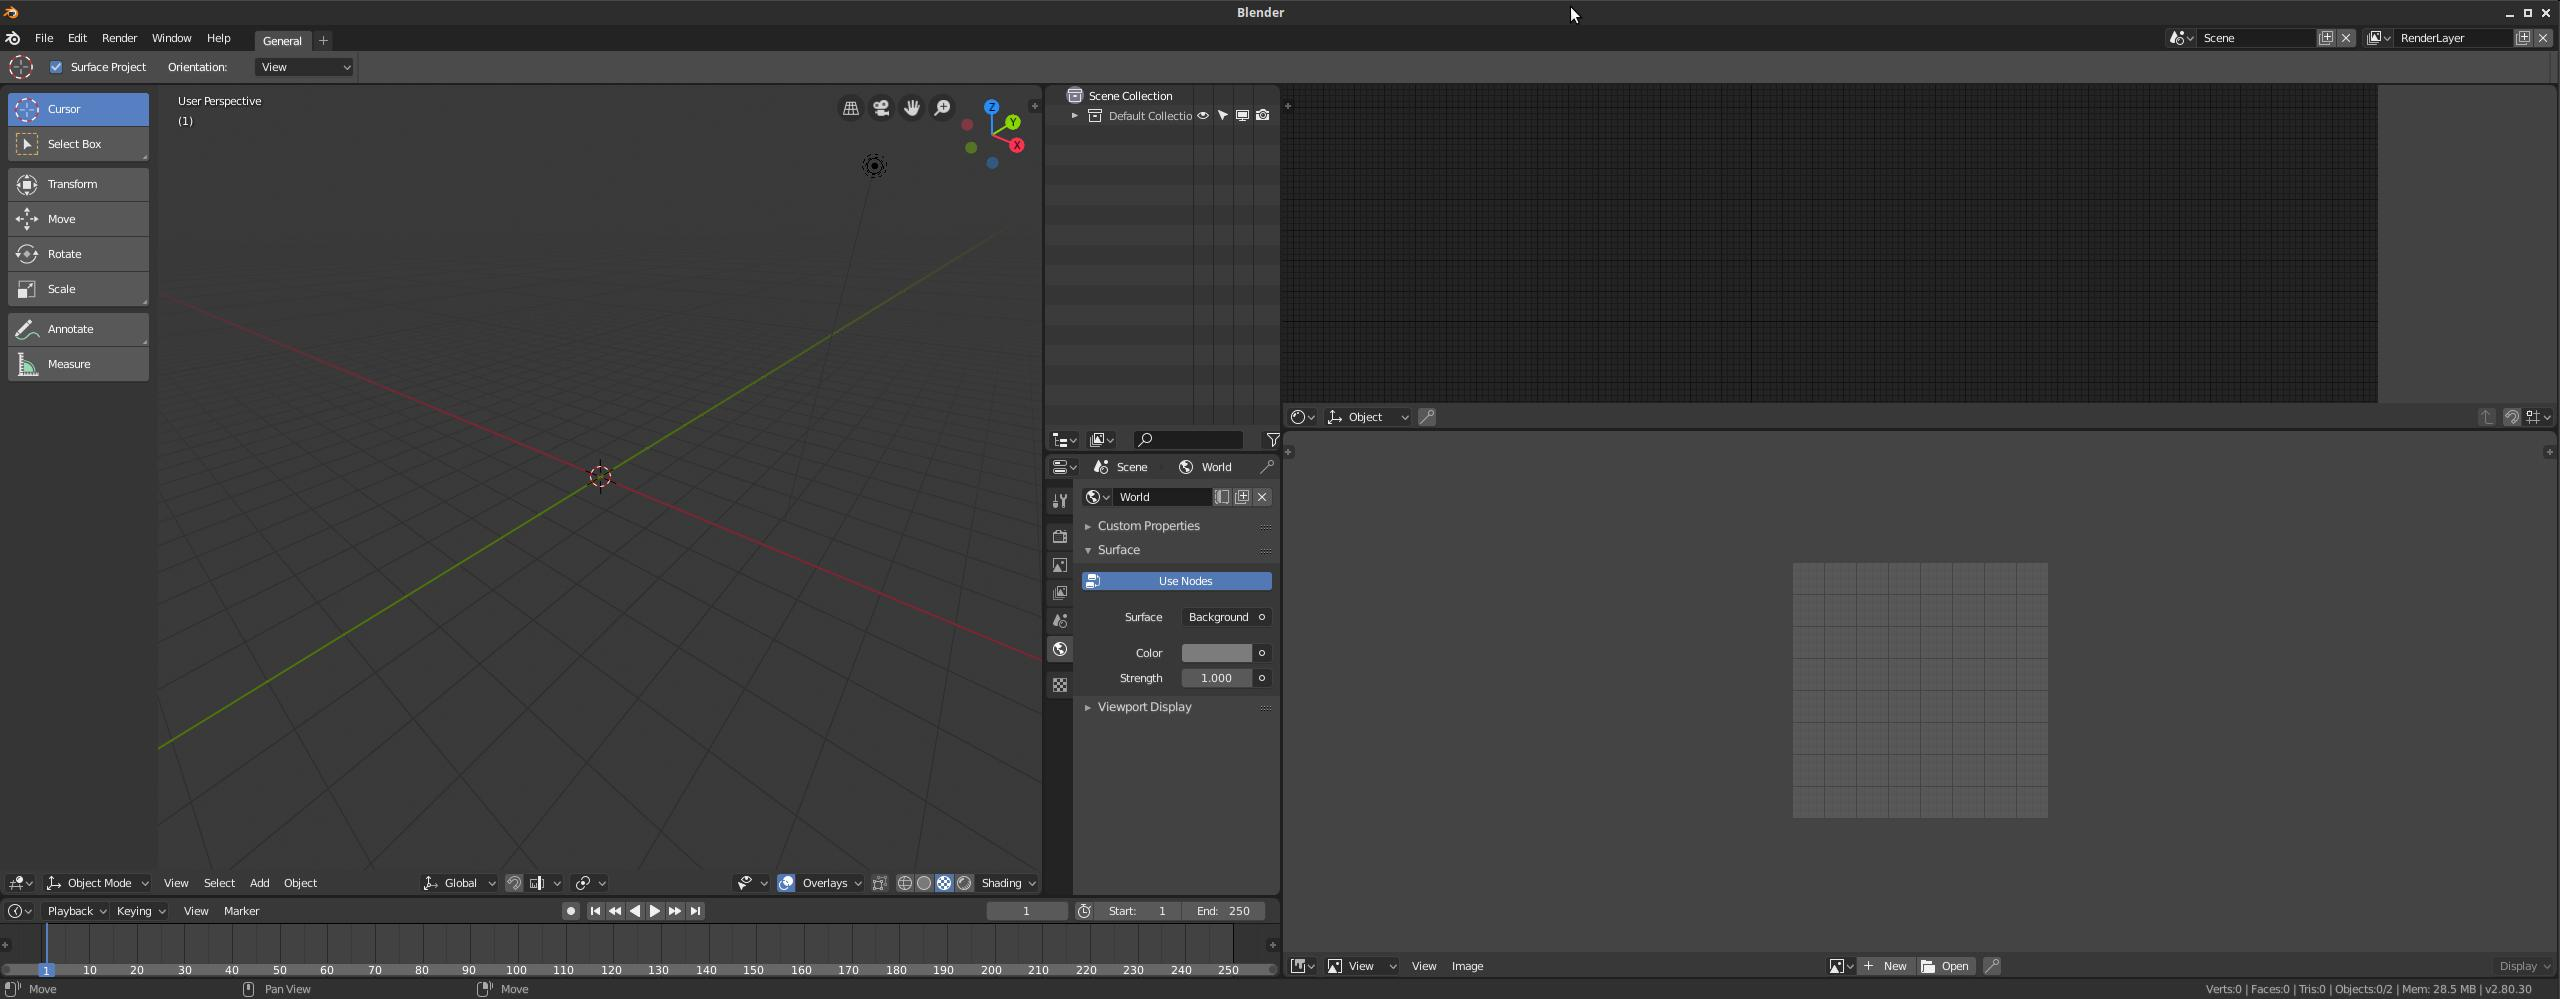 Blender
File Edit Render Window Help General + Scene RenderLayer
Surface Project Orientation: View
Cursor
Select Box
Transform
Move
Rotate
Scale
Annotate
Measure
User Perspective
(1)
Z
Y
X
Scene Collection
Default Collectio
Object
Scene World
World
Custom Properties
Surface
Use Nodes
Surface Background
Color
Strength 1.000
Viewport Display
Object Mode View Select Add Object Global Overlays Shading
Playback Keying View Marker 1 Start: 1 End: 250
1 10 20 30 40 50 60 70 80 90 100 110 120 130 140 150 160 170 180 190 200 210 220 230 240 250
View View Image New Open Display
Move Pan View Move Verts:0 | Faces:0 | Tris:0 | Objects:0/2 | Mem: 28.5 MB | v2.80.30